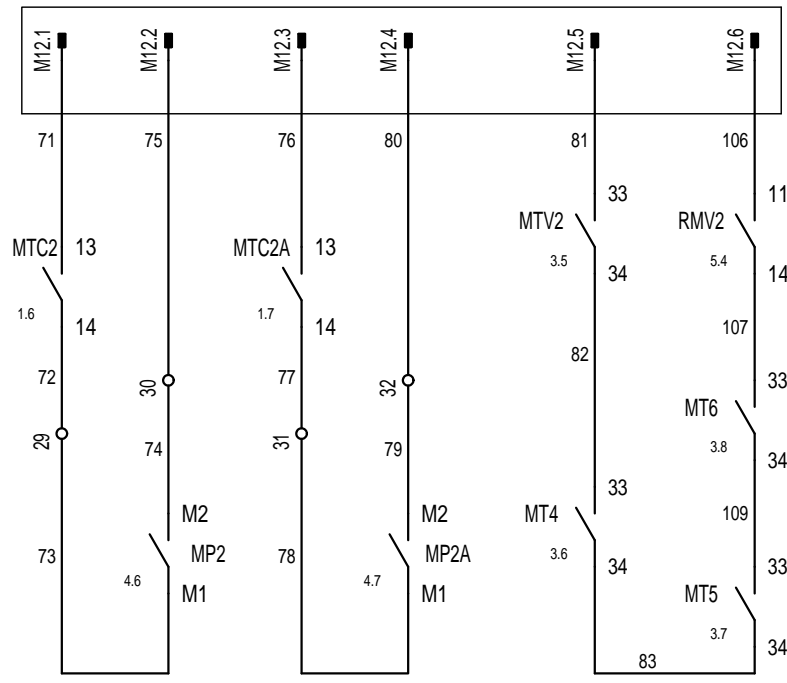 M12.1 M12.2 M12.3 M12.4 M12.5 M12.6
71 75 76 80 81 106
33 11
MTV2 RMV2
MTC2 13 MTC2A 13
3.5 5.4
34 14
1.6 1.7
14 14 107
82
72 30 77 32 33
MT6
29 74 31 79 3.8
34
33
M2 M2 MT4 109
73 MP2 78 MP2A 3.6
34 33
4.6 4.7
M1 M1 MT5
3.7
34
83